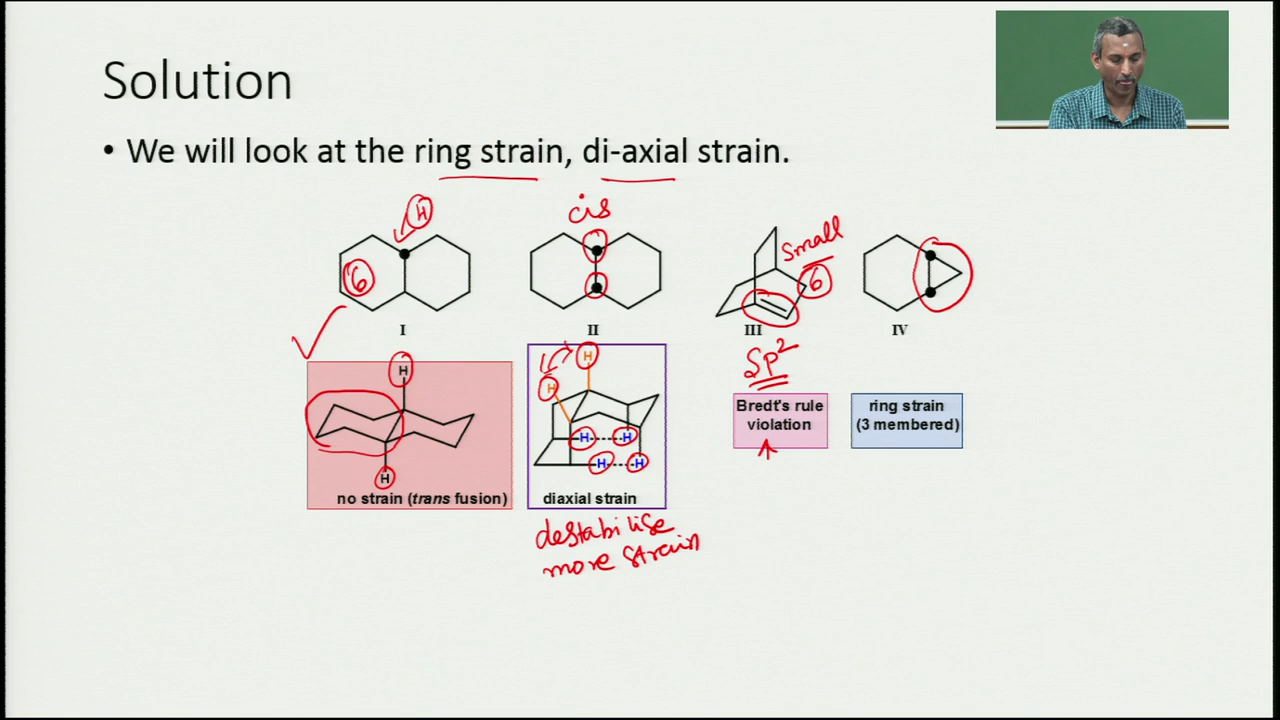 Solution
• We will look at the ring strain, di-axial strain.
H
cis
Small
6
6
I
II
III
IV
Sp²
H
H
no strain (trans fusion)
H
H
H
H
H
H
diaxial strain
Bredt's rule
violation
ring strain
(3 membered)
destabilise
more strain